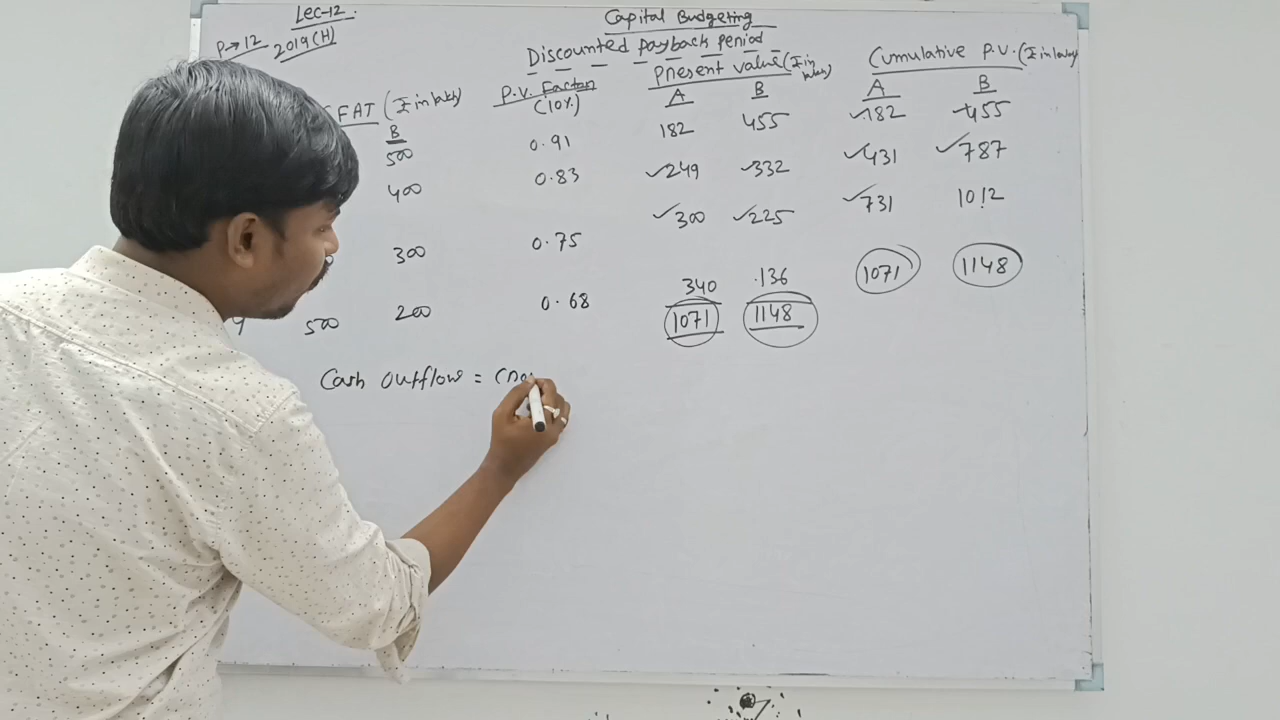 Lec-12.
P→12 2019(H)
Capital Budgeting
Discounted payback period
CFAT (₹ in lakhs) P.V. Factor (10%) Present value (₹ in lakhs) Cumulative P.V. (₹ in lakhs)
B A B A B
500 0.91 182 455 182 455
400 0.83 249 332 431 787
300 0.75 300 225 731 1012
4 500 200 0.68 340 136 1071 1148
1071 1148
Cash Outflow =